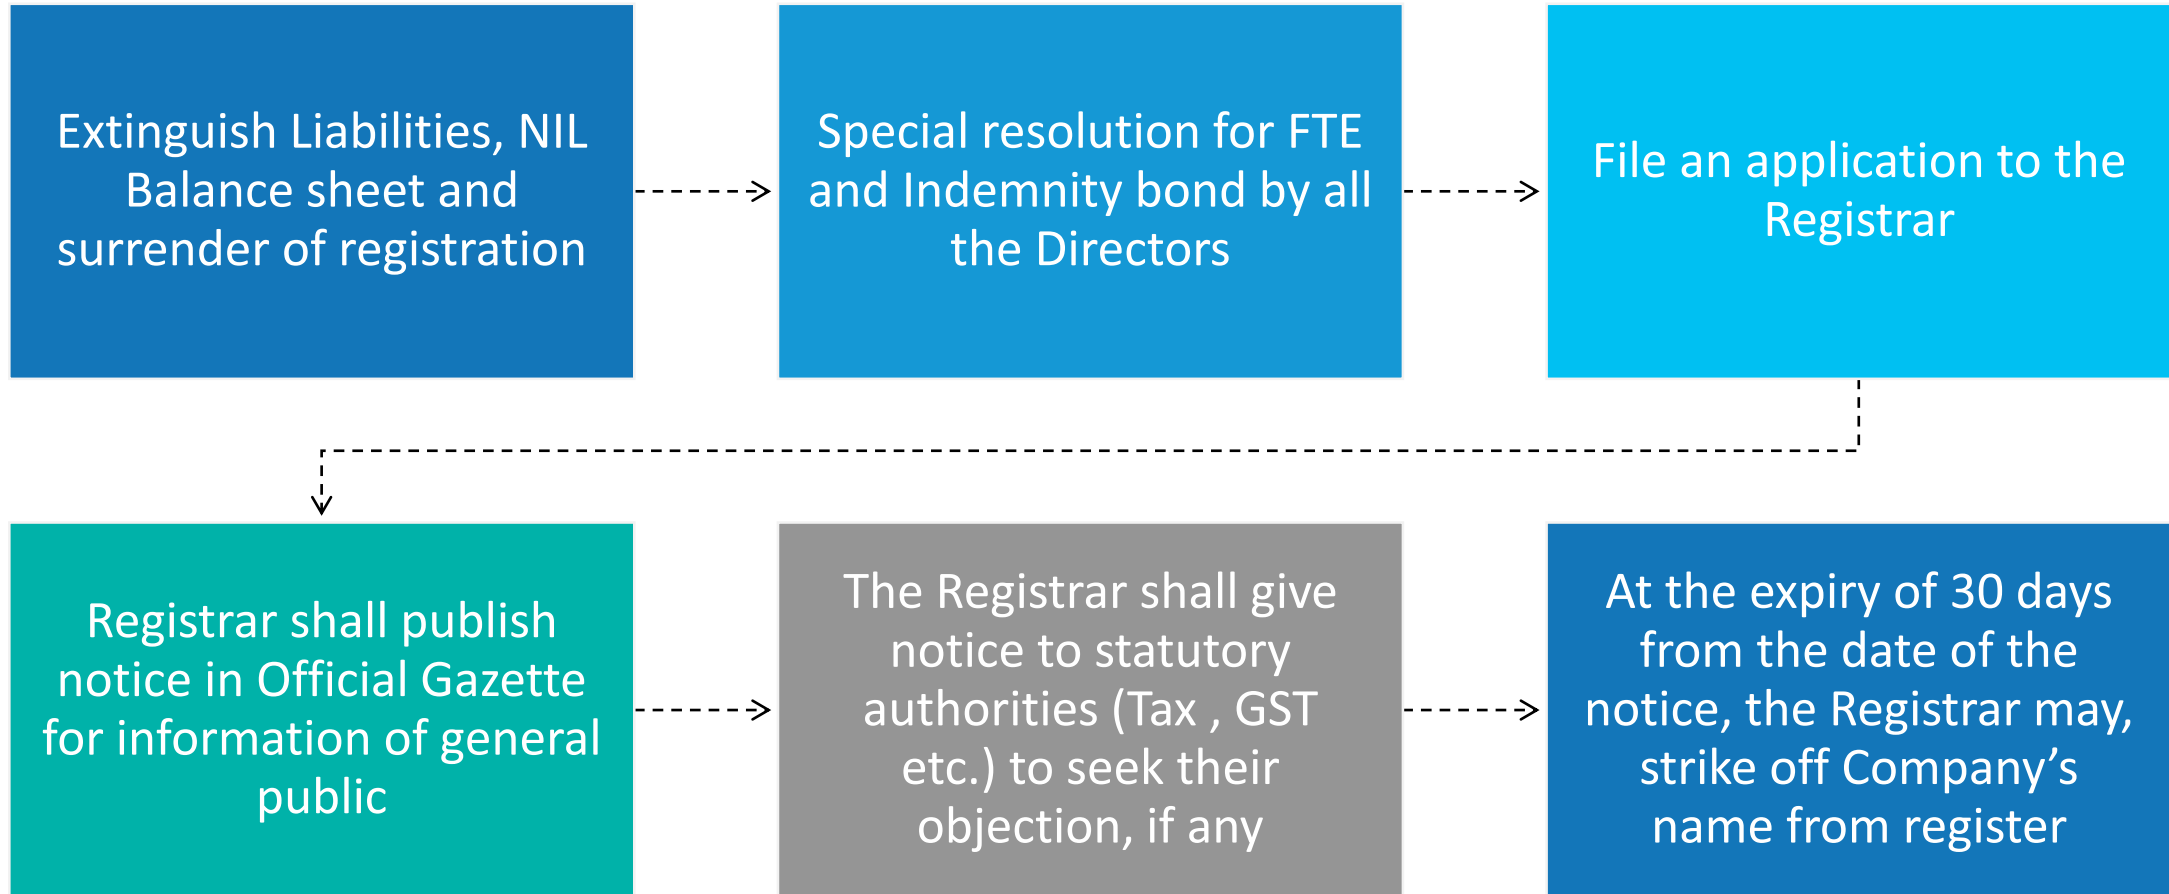 Extinguish Liabilities, NIL
Balance sheet and
surrender of registration
Special resolution for FTE
and Indemnity bond by all
the Directors
File an application to the
Registrar
Registrar shall publish
notice in Official Gazette
for information of general
public
The Registrar shall give
notice to statutory
authorities (Tax , GST
etc.) to seek their
objection, if any
At the expiry of 30 days
from the date of the
notice, the Registrar may,
strike off Company’s
name from register